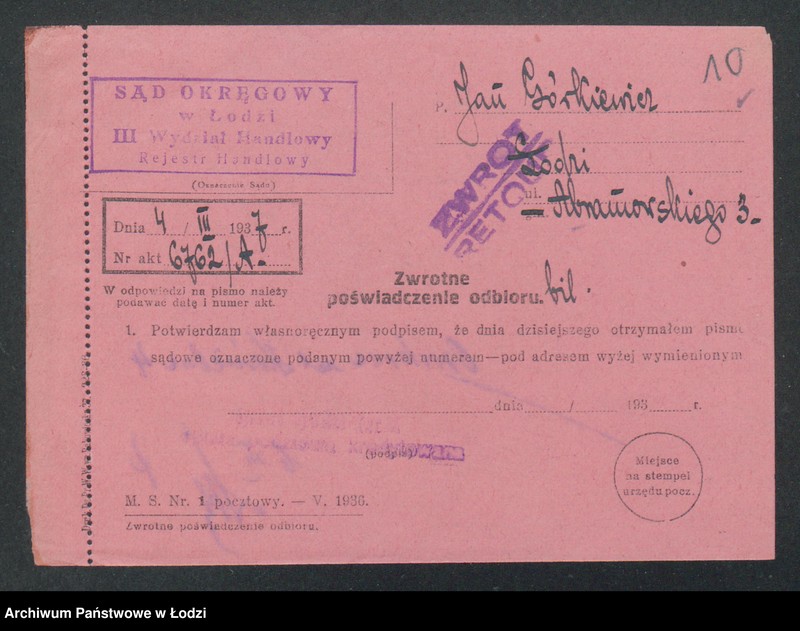 10
SĄD OKRĘGOWY
w Łodzi
III Wydział Handlowy
Rejestr Handlowy
(Oznaczenie Sądu)
P. Jan Górkiewicz
Łodzi
ul. Abramowskiego 3
ZWROT
RETOUR
Dnia 4 / III 1937 r.
Nr akt 6762/A.
W odpowiedzi na pismo należy
podawać datę i numer akt.
Zwrotne
poświadczenie odbioru. bil.
1. Potwierdzam własnoręcznym podpisem, że dnia dzisiejszego otrzymałem pismo
sądowe oznaczone podanym powyżej numerem—pod adresem wyżej wymienionym
dnia / 193 r.
(podpis)
Miejsce
na stempel
urzędu pocz.
M. S. Nr. 1 pocztowy. — V. 1936.
Zwrotne poświadczenie odbioru.
Archiwum Państwowe w Łodzi